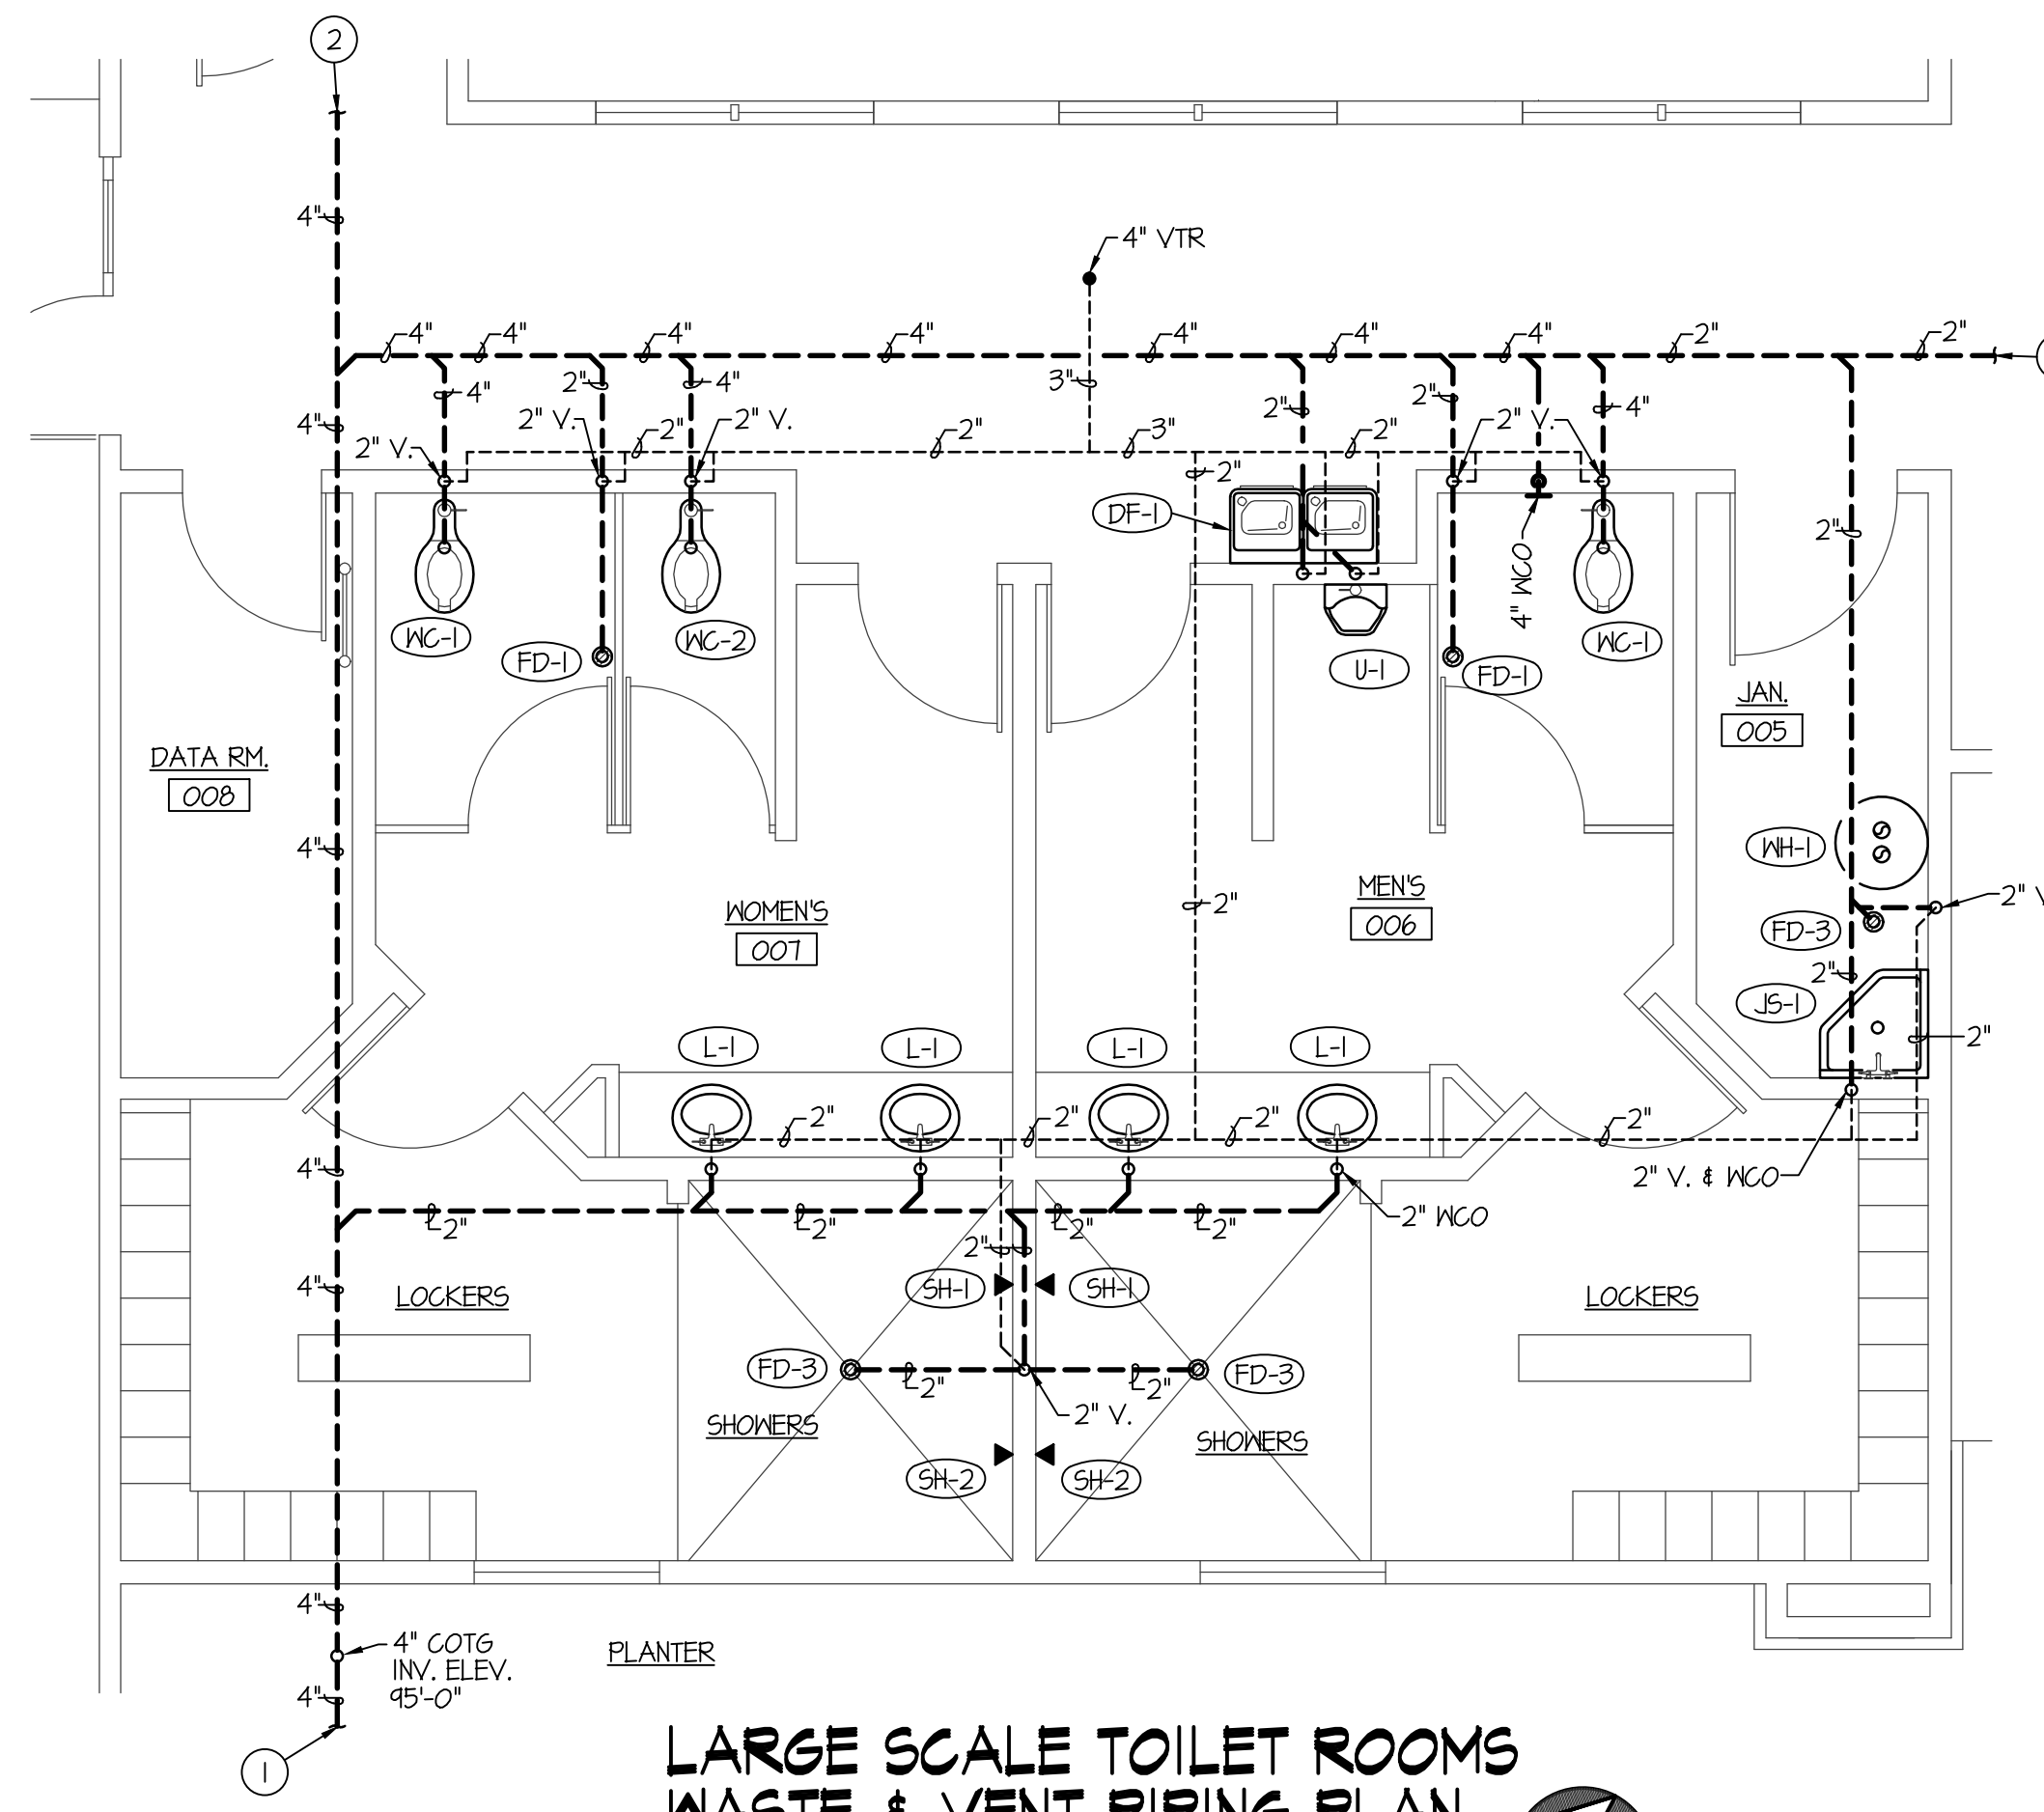 2
4"
4" VTR
4" 4" 4" 4" 4" 4" 4" 2" 2"
4" 2" 4" 3" 2" 2" 4"
4"
2" V. 2" V. 2" 2" V. 2" 3" 2" 2" V.
2" 2"
DF-1
4" WCO
WC-1 FD-1 WC-2 U-1 FD-1 WC-1
JAN.
005
DATA RM.
008
4"
WH-1
MEN'S
006
WOMEN'S
007
2"
2"
FD-3
2"
JS-1
2"
L-1 L-1 L-1 L-1
2" 2" 2" 2"
4"
2" V. & WCO
2" 2" 2" 2" 2" WCO
2"
4"
LOCKERS
SH-1 SH-1
LOCKERS
FD-3 2" 2" FD-3
2" V.
SHOWERS
SHOWERS
SH-2 SH-2
4"
4" COTG
INV. ELEV.
95'-0"
PLANTER
4"
1
LARGE SCALE TOILET ROOMS
WASTE & VENT PIPING PLAN